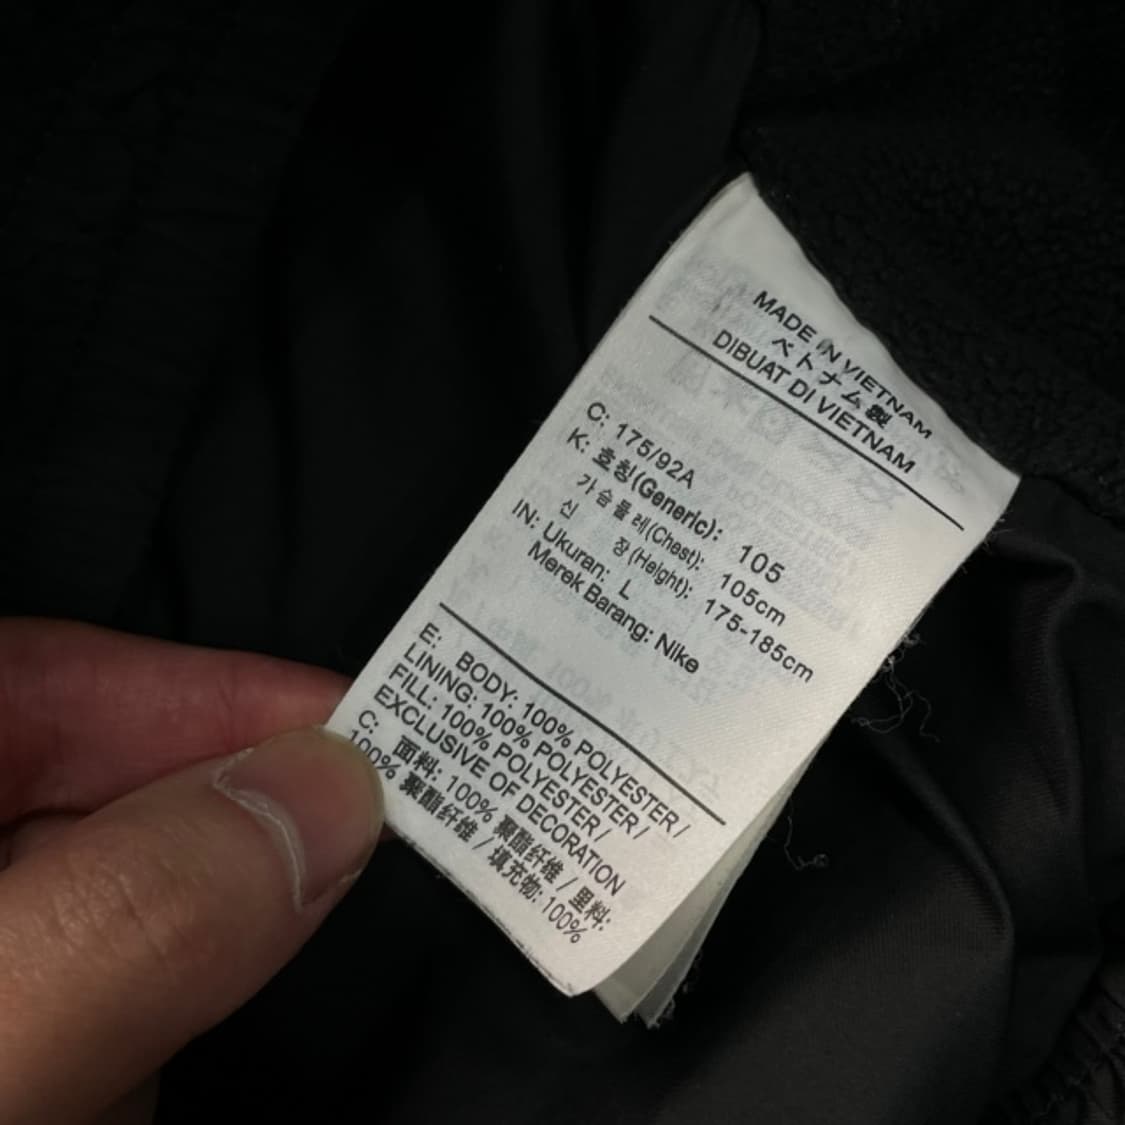 MADE IN VIETNAM
ベトナム製
DIBUAT DI VIETNAM
C: 175/92A
K: 호칭(Generic): 105
가슴둘레(Chest): 105cm
신 장(Height): 175-185cm
IN: Ukuran: L
Merek Barang: Nike
E: BODY: 100% POLYESTER /
LINING: 100% POLYESTER /
FILL: 100% POLYESTER /
EXCLUSIVE OF DECORATION
C: 面料: 100% 聚酯纤维 / 里料:
100% 聚酯纤维 / 填充物: 100%